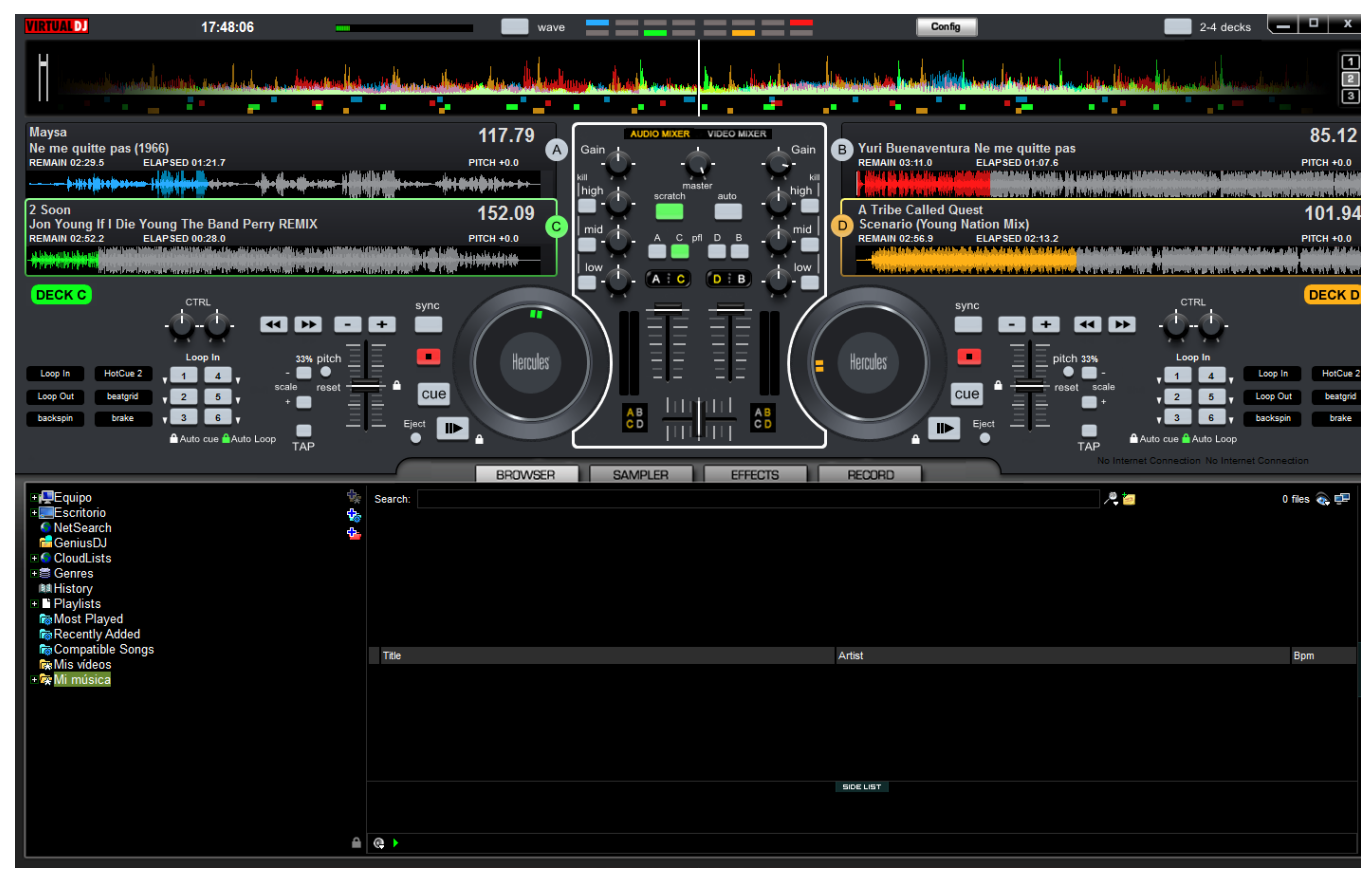 VIRTUAL DJ 17:48:06 wave Config 2-4 decks
1
2
3
Maysa 117.79
Ne me quitte pas (1966)
REMAIN 02:29.5 ELAPSED 01:21.7 PITCH +0.0
A
2 Soon 152.09
Jon Young If I Die Young The Band Perry REMIX
REMAIN 02:52.2 ELAPSED 00:28.0 PITCH +0.0
C
AUDIO MIXER VIDEO MIXER
Gain Gain
master
kill kill
high scratch auto high
mid A C pfl D B mid
low A C D B low
AB AB
CD CD
85.12
B Yuri Buenaventura Ne me quitte pas
REMAIN 03:11.0 ELAPSED 01:07.6 PITCH +0.0
A Tribe Called Quest 101.94
D Scenario (Young Nation Mix)
REMAIN 02:56.9 ELAPSED 02:13.2 PITCH +0.0
DECK C
CTRL sync
- +
Loop In 33% pitch
Loop In HotCue 2 1 4 -
scale reset
Loop Out beatgrid 2 5 + cue
backspin brake 3 6 Eject
Auto cue Auto Loop TAP
Hercules
Hercules
DECK D
sync CTRL
- +
pitch 33% Loop In
- 1 4 Loop In HotCue 2
reset scale
cue + 2 5 Loop Out beatgrid
Eject 3 6 backspin brake
TAP Auto cue Auto Loop
No Internet Connection No Internet Connection
BROWSER SAMPLER EFFECTS RECORD
Equipo
Escritorio
NetSearch
GeniusDJ
CloudLists
Genres
History
Playlists
Most Played
Recently Added
Compatible Songs
Mis vídeos
Mi música
Search: 0 files
Title Artist Bpm
SIDE LIST